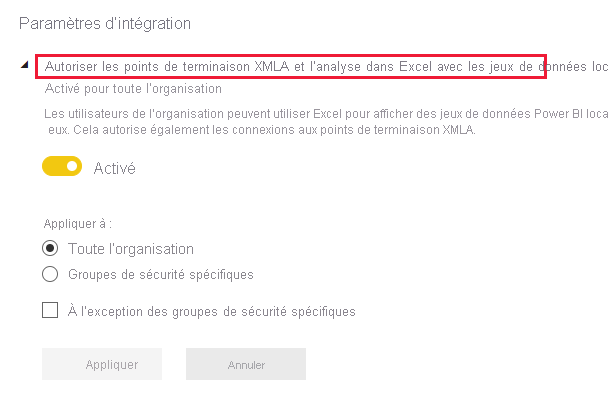 Paramètres d'intégration
Autoriser les points de terminaison XMLA et l'analyse dans Excel avec les jeux de données loc
Activé pour toute l'organisation
Les utilisateurs de l'organisation peuvent utiliser Excel pour afficher des jeux de données Power BI loca
eux. Cela autorise également les connexions aux points de terminaison XMLA.
Activé
Appliquer à :
Toute l'organisation
Groupes de sécurité spécifiques
À l'exception des groupes de sécurité spécifiques
Appliquer
Annuler